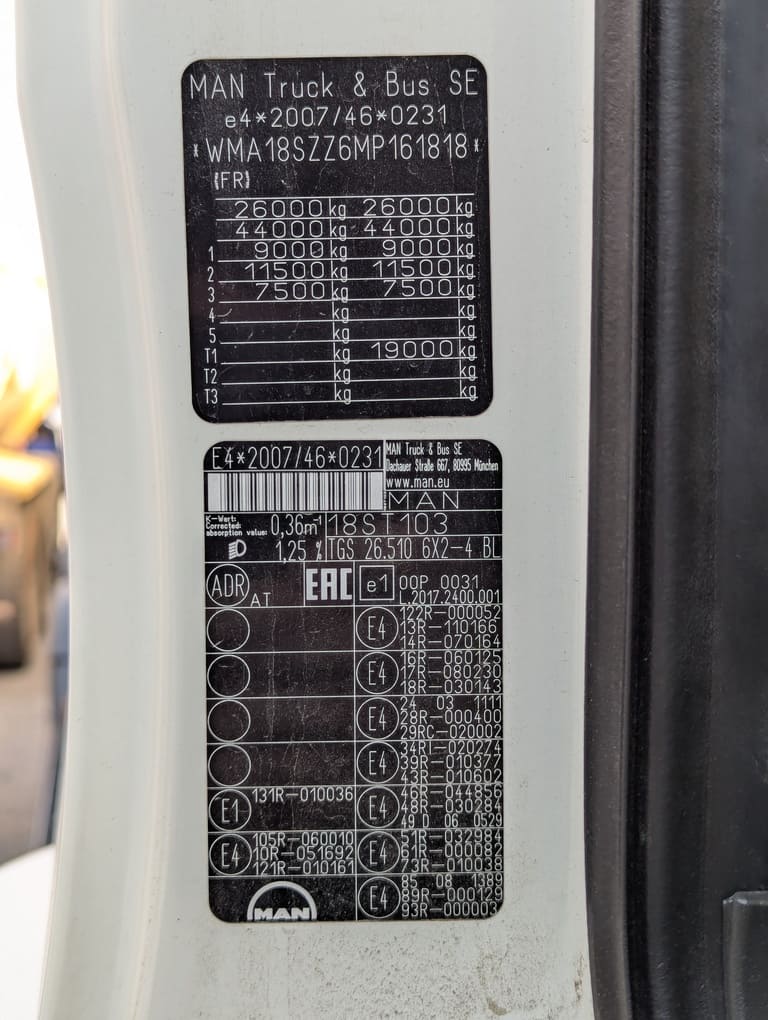 MAN Truck & Bus SE
e4*2007/46*0231
*WMA18SZZ6MP161818*
(FR)
26000 kg 26000 kg
44000 kg 44000 kg
1 9000 kg 9000 kg
2 11500 kg 11500 kg
3 7500 kg 7500 kg
4 kg kg
5 kg kg
T1 kg 19000 kg
T2 kg kg
T3 kg kg
E4*2007/46*0231
MAN Truck & Bus SE
Dachauer Straße 667, 80995 München
www.man.eu
MAN
K-Wert:
Corrected
absorption value: 0,36m⁻¹
18ST103
1,25 %
TGS 26.510 6X2-4 BL
ADR AT
EAC
e1 00P 0031
L.2017.2400.001
E4 122R-000052
13R-110166
14R-070164
E4 16R-060125
17R-080230
18R-030143
E4 24 03 1111
28R-000400
29RC-020002
E4 34RI-020274
39R-010377
43R-010602
E1 131R-010036
E4 46R-044856
48R-030284
49 0 06 0529
E4 105R-060010
10R-051692
121R-010161
E4 51R-032984
61R-000082
73R-010038
E4 85 08 1389
89R-000129
93R-000003
MAN